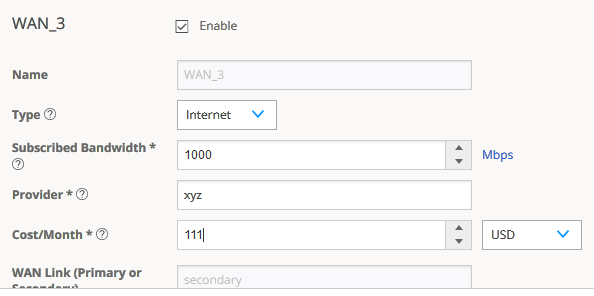 WAN_3
Enable
Name WAN_3
Type ? Internet
Subscribed Bandwidth *
? 1000 Mbps
Provider * ? xyz
Cost/Month * ? 111 USD
WAN Link (Primary or
Secondary) secondary